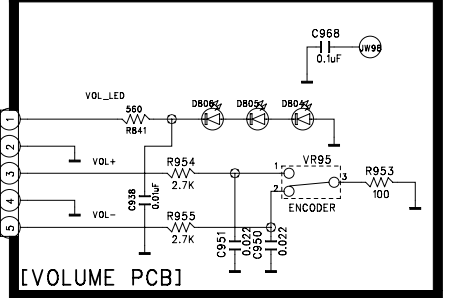 C968
JW98
0.1uF
VOL_LED
560
R841
D806
D805
D804
1
2
VOL+
3
R954
2.7K
C938
0.01uF
1
2
3
VR95
ENCODER
R953
100
4
VOL-
5
R955
2.7K
C951
0.022
C950
0.022
[VOLUME PCB]